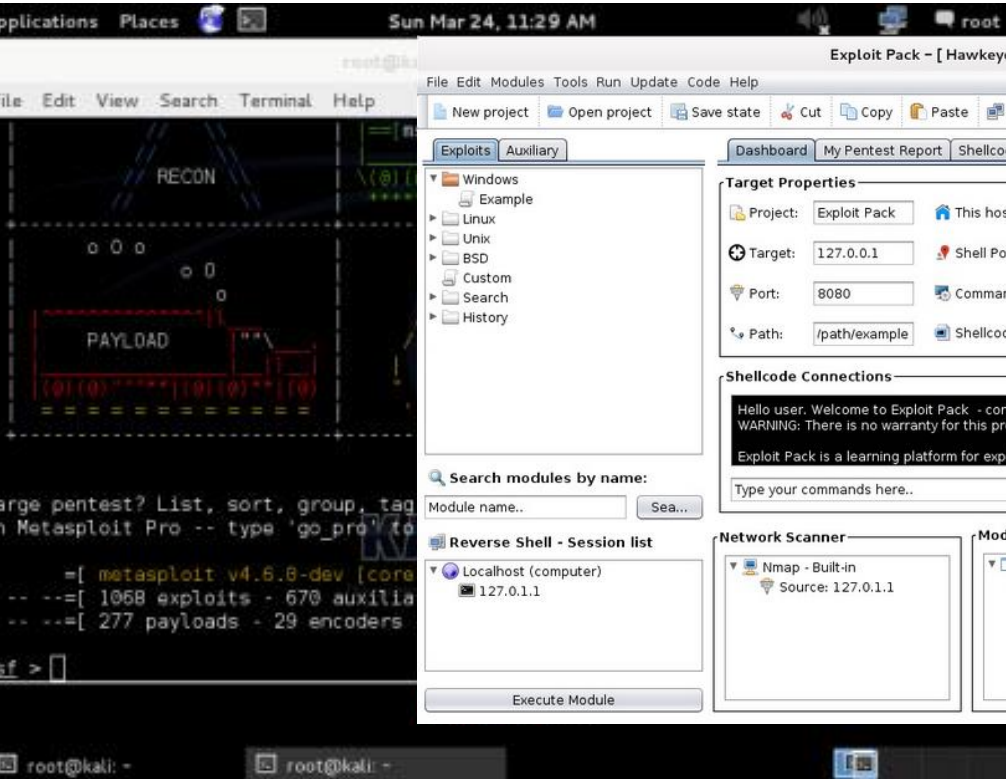 pplications Places
Sun Mar 24, 11:29 AM
root
ile Edit View Search Terminal Help
RECON
PAYLOAD
arge pentest? List, sort, group, tag
n Metasploit Pro -- type 'go_pro' to
=[ metasploit v4.6.0-dev [core
-- --=[ 1068 exploits - 670 auxilia
-- --=[ 277 payloads - 29 encoders
sf >
root@kali: ~
root@kali: ~
Exploit Pack - [ Hawkeye
File Edit Modules Tools Run Update Code Help
New project Open project Save state Cut Copy Paste
Exploits Auxiliary
Windows
Example
Linux
Unix
BSD
Custom
Search
History
Search modules by name:
Module name.. Sea...
Reverse Shell - Session list
Localhost (computer)
127.0.1.1
Execute Module
Dashboard My Pentest Report Shellco
Target Properties
Project: Exploit Pack This hos
Target: 127.0.0.1 Shell Po
Port: 8080 Comman
Path: /path/example Shellcod
Shellcode Connections
Hello user. Welcome to Exploit Pack - con
WARNING: There is no warranty for this pr
Exploit Pack is a learning platform for exp
Type your commands here..
Network Scanner
Nmap - Built-in
Source: 127.0.1.1
Mod